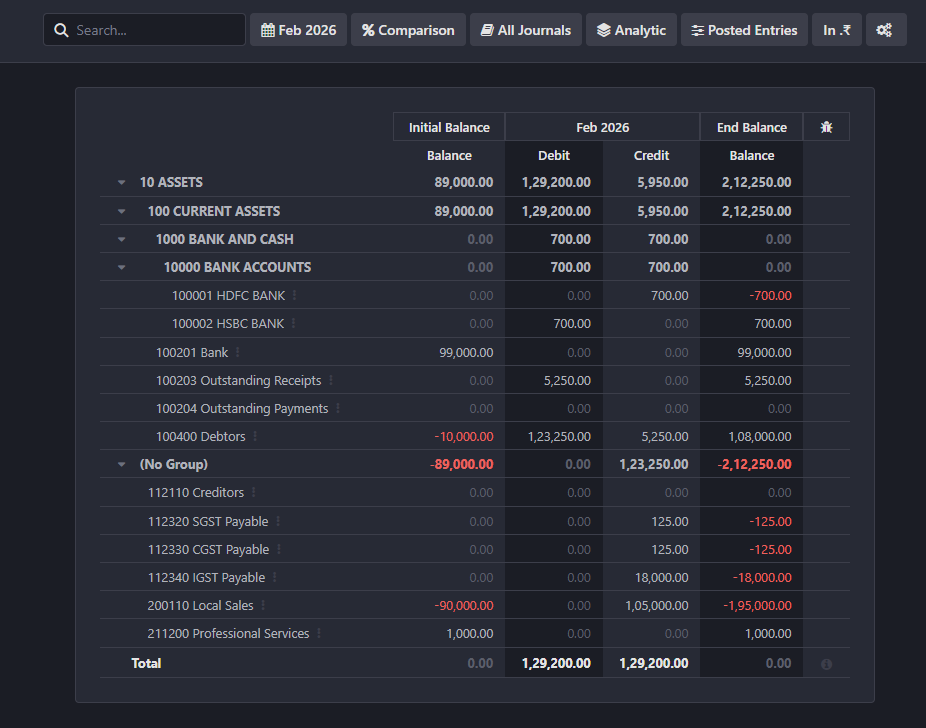 Search... Feb 2026 Comparison All Journals Analytic Posted Entries In .₹
Initial Balance Feb 2026 End Balance
Balance Debit Credit Balance
10 ASSETS 89,000.00 1,29,200.00 5,950.00 2,12,250.00
100 CURRENT ASSETS 89,000.00 1,29,200.00 5,950.00 2,12,250.00
1000 BANK AND CASH 0.00 700.00 700.00 0.00
10000 BANK ACCOUNTS 0.00 700.00 700.00 0.00
100001 HDFC BANK 0.00 0.00 700.00 -700.00
100002 HSBC BANK 0.00 700.00 0.00 700.00
100201 Bank 99,000.00 0.00 0.00 99,000.00
100203 Outstanding Receipts 0.00 5,250.00 0.00 5,250.00
100204 Outstanding Payments 0.00 0.00 0.00 0.00
100400 Debtors -10,000.00 1,23,250.00 5,250.00 1,08,000.00
(No Group) -89,000.00 0.00 1,23,250.00 -2,12,250.00
112110 Creditors 0.00 0.00 0.00 0.00
112320 SGST Payable 0.00 0.00 125.00 -125.00
112330 CGST Payable 0.00 0.00 125.00 -125.00
112340 IGST Payable 0.00 0.00 18,000.00 -18,000.00
200110 Local Sales -90,000.00 0.00 1,05,000.00 -1,95,000.00
211200 Professional Services 1,000.00 0.00 0.00 1,000.00
Total 0.00 1,29,200.00 1,29,200.00 0.00